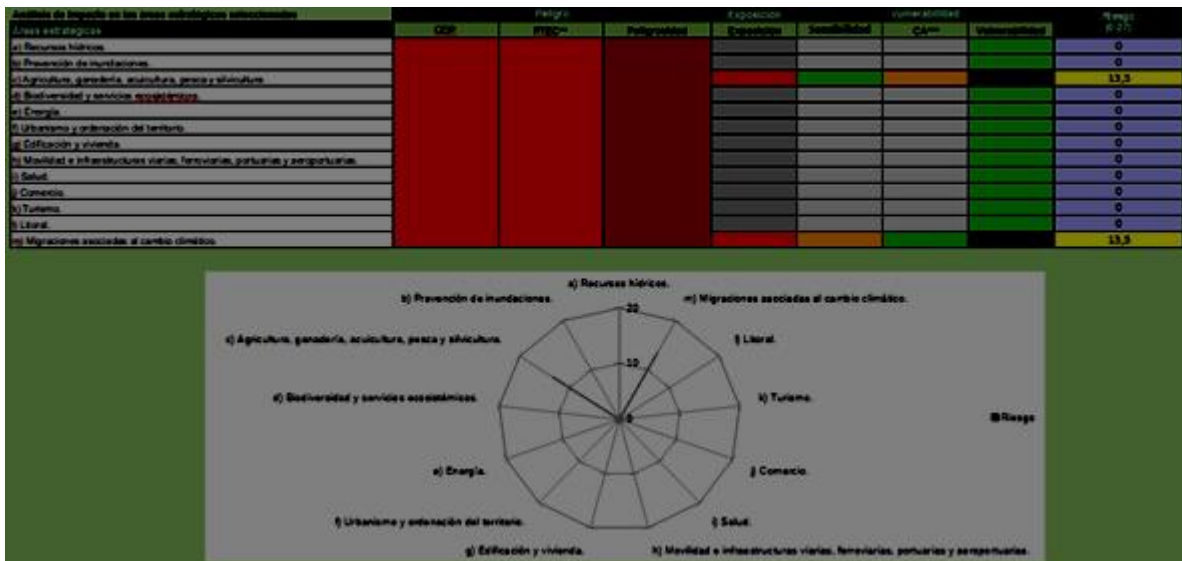 Análisis de impacto en las áreas estratégicas seleccionadas
Peligro
Exposición
Vulnerabilidad
Riesgo
(0-27)
Áreas estratégicas
Peligrosidad
Exposición
Sensibilidad
CA***
Vulnerabilidad
a) Recursos hídricos.
0
b) Prevención de inundaciones.
0
c) Agricultura, ganadería, acuicultura, pesca y silvicultura.
13,5
d) Biodiversidad y servicios ecosistémicos.
0
e) Energía.
0
f) Urbanismo y ordenación del territorio.
0
g) Edificación y vivienda.
0
h) Movilidad e infraestructuras viarias, ferroviarias, portuarias y aeroportuarias.
0
i) Salud.
0
j) Comercio.
0
k) Turismo.
0
l) Litoral.
0
m) Migraciones asociadas al cambio climático.
13,5
a) Recursos hídricos.
b) Prevención de inundaciones.
m) Migraciones asociadas al cambio climático.
20
c) Agricultura, ganadería, acuicultura, pesca y silvicultura.
l) Litoral.
10
d) Biodiversidad y servicios ecosistémicos.
k) Turismo.
0
Riesgo
e) Energía.
j) Comercio.
f) Urbanismo y ordenación del territorio.
i) Salud.
g) Edificación y vivienda.
h) Movilidad e infraestructuras viarias, ferroviarias, portuarias y aeroportuarias.